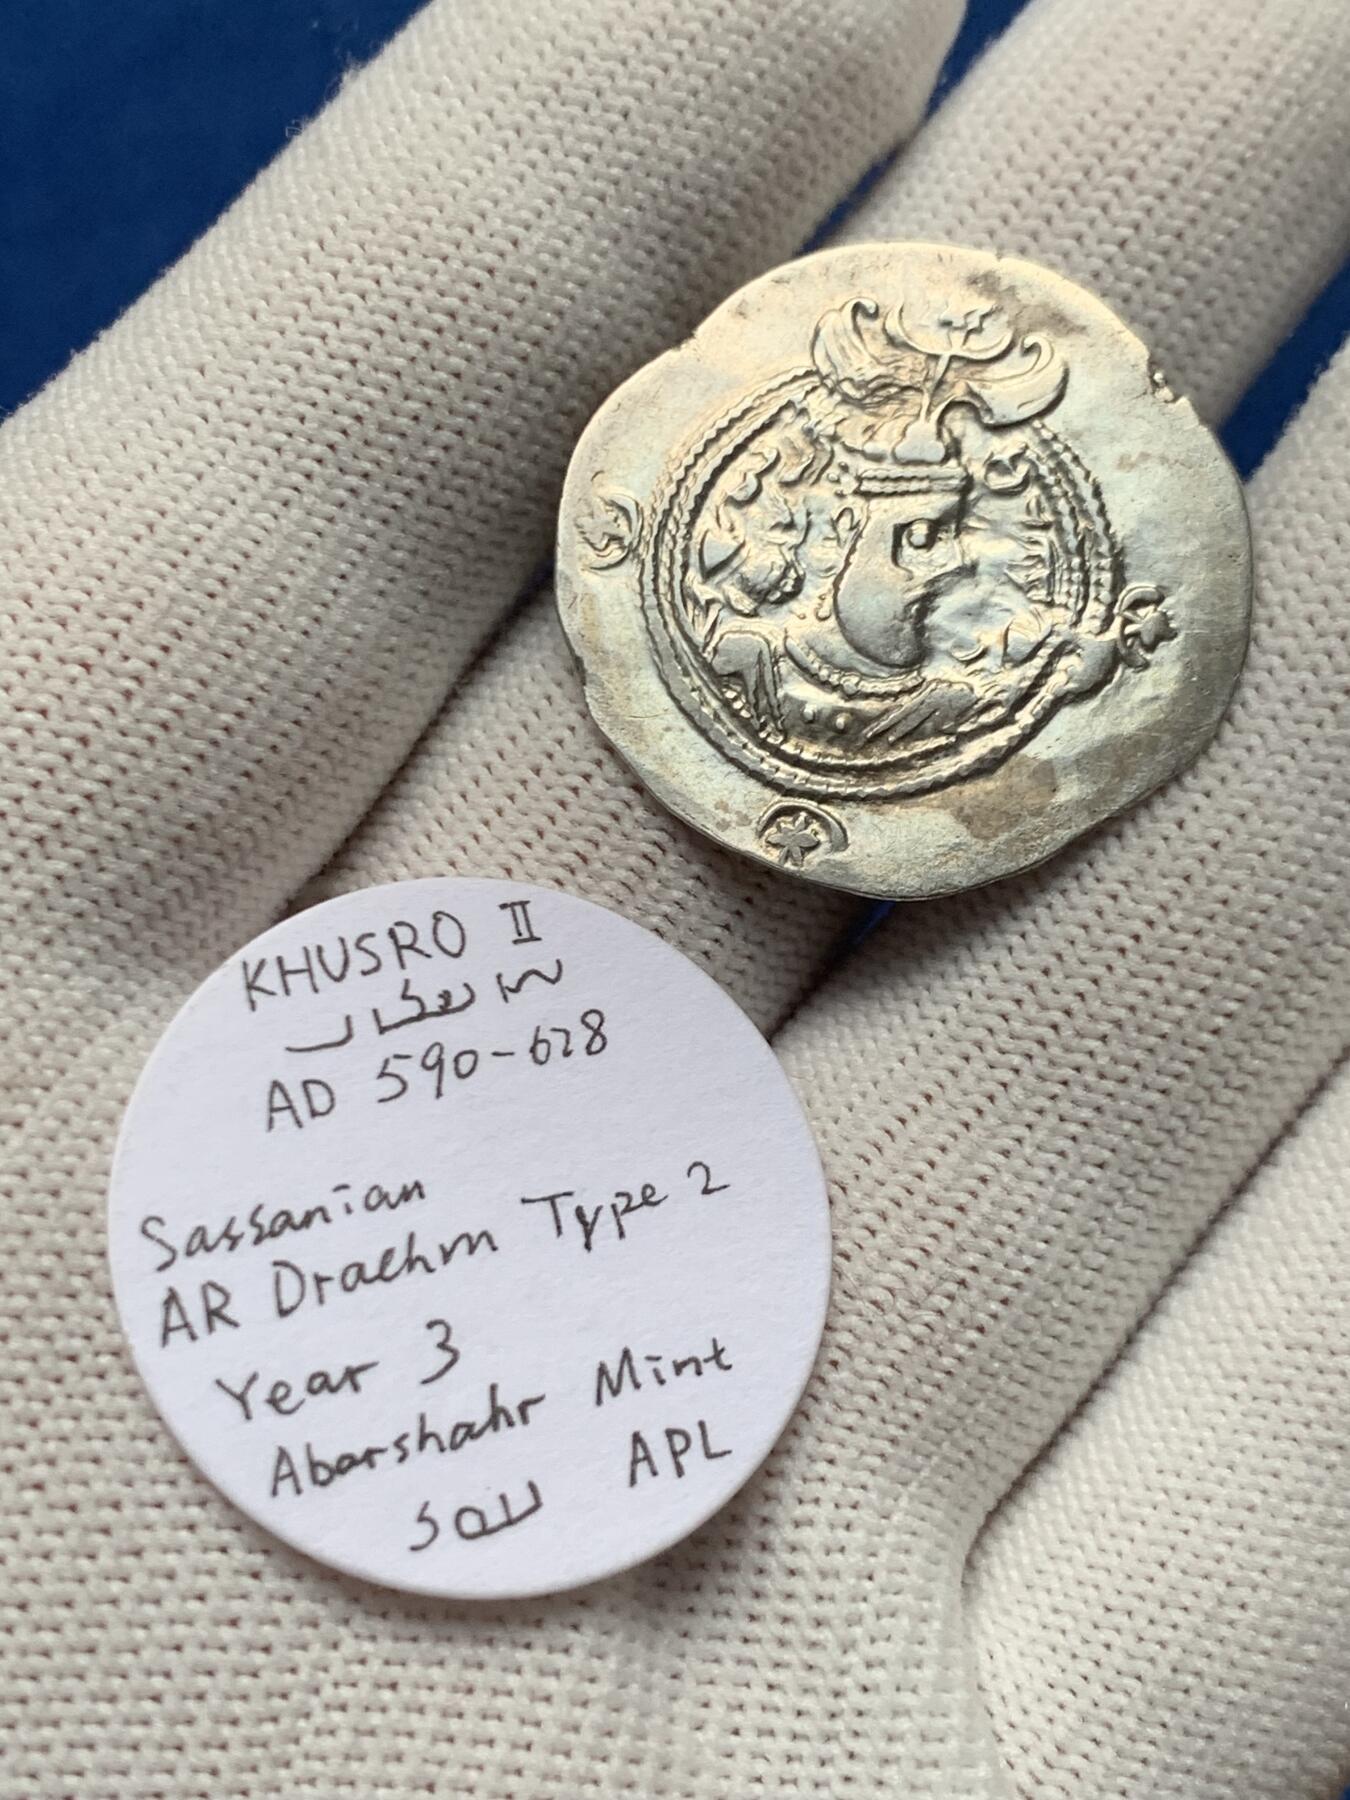 KHUSRO II
AD 590-628
Sassanian
AR Drachm Type 2
Year 3
Abarshahr Mint
APL